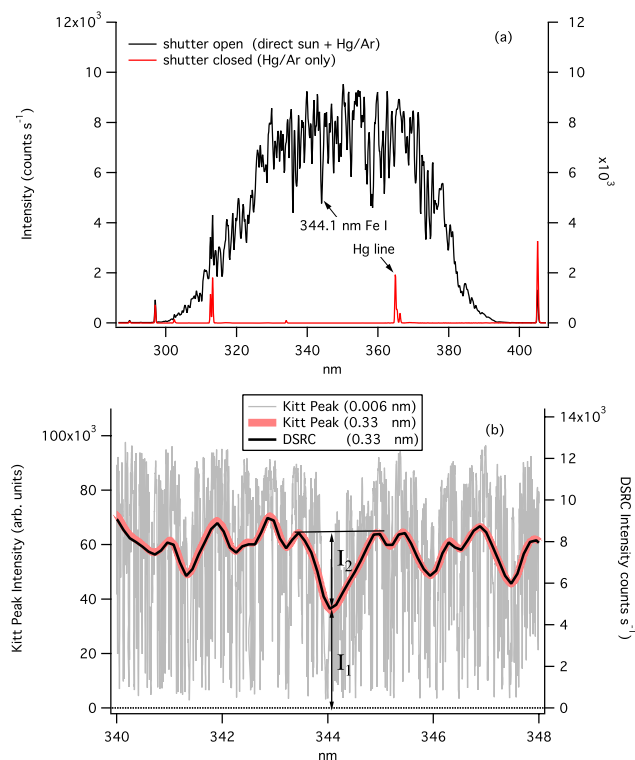 12x10³
12
shutter open (direct sun + Hg/Ar)
(a)
shutter closed (Hg/Ar only)
10
10
8
8
6
6
4
4
2
2
0
0
Intensity (counts s⁻¹)
x10³
344.1 nm Fe I
Hg line
300
320
340
360
380
400
nm
Kitt Peak (0.006 nm)
Kitt Peak (0.33 nm)
DSRC (0.33 nm)
(b)
100x10³
80
60
40
20
0
Kitt Peak Intensity (arb. units)
14x10³
12
10
8
6
4
2
0
DSRC Intensity counts s⁻¹)
I₂
I₁
340
342
344
346
348
nm